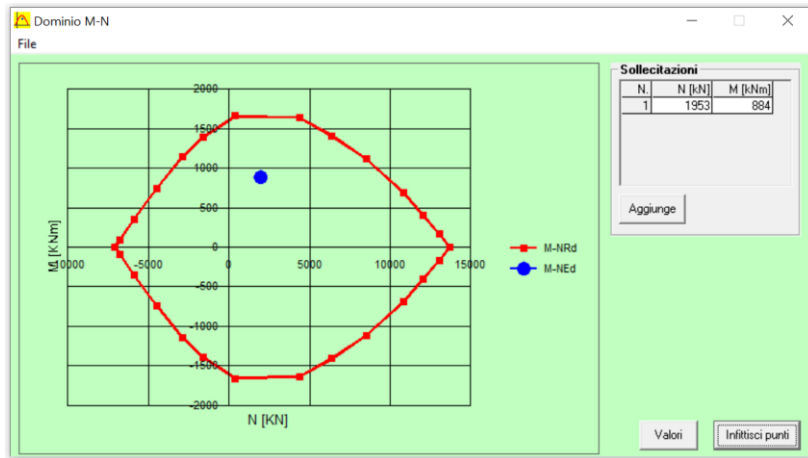 Dominio M-N
File
Sollecitazioni
N. N [kN] M [kNm]
1 1953 884
Aggiunge
2000
1500
1000
500
0
-500
-1000
-1500
-2000
-10000 -5000 0 5000 10000 15000
M [KNm]
N [KN]
M-NRd
M-NEd
Valori
Infittisci punti